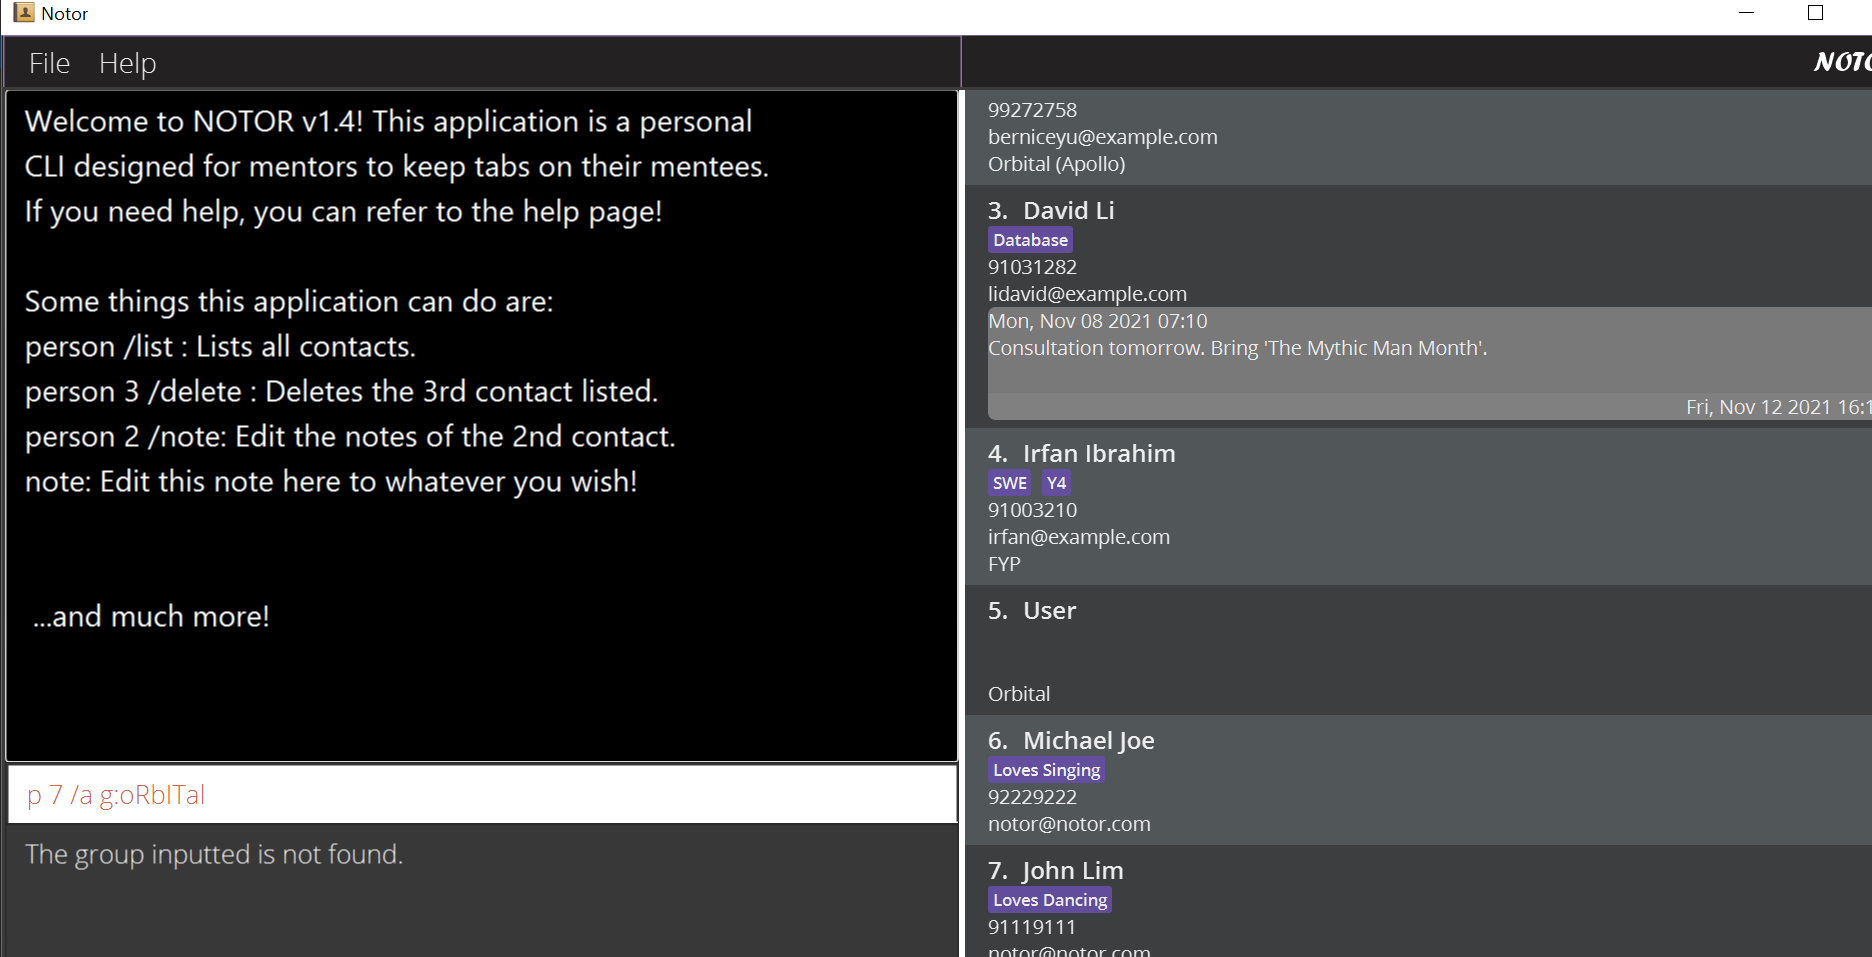 Notor
File Help
NOTO
Welcome to NOTOR v1.4! This application is a personal
CLI designed for mentors to keep tabs on their mentees.
If you need help, you can refer to the help page!
Some things this application can do are:
person /list : Lists all contacts.
person 3 /delete : Deletes the 3rd contact listed.
person 2 /note: Edit the notes of the 2nd contact.
note: Edit this note here to whatever you wish!
...and much more!
p 7 /a g:oRbITal
The group inputted is not found.
99272758
berniceyu@example.com
Orbital (Apollo)
3. David Li
Database
91031282
lidavid@example.com
Mon, Nov 08 2021 07:10
Consultation tomorrow. Bring 'The Mythic Man Month'.
Fri, Nov 12 2021 16:1
4. Irfan Ibrahim
SWE Y4
91003210
irfan@example.com
FYP
5. User
Orbital
6. Michael Joe
Loves Singing
92229222
notor@notor.com
7. John Lim
Loves Dancing
91119111
notor@notor.com